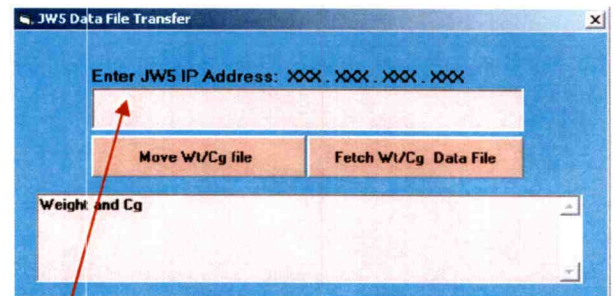 JW5 Data File Transfer
Enter JW5 IP Address: XXX . XXX . XXX . XXX
Move Wt/Cg file
Fetch Wt/Cg Data File
Weight and Cg